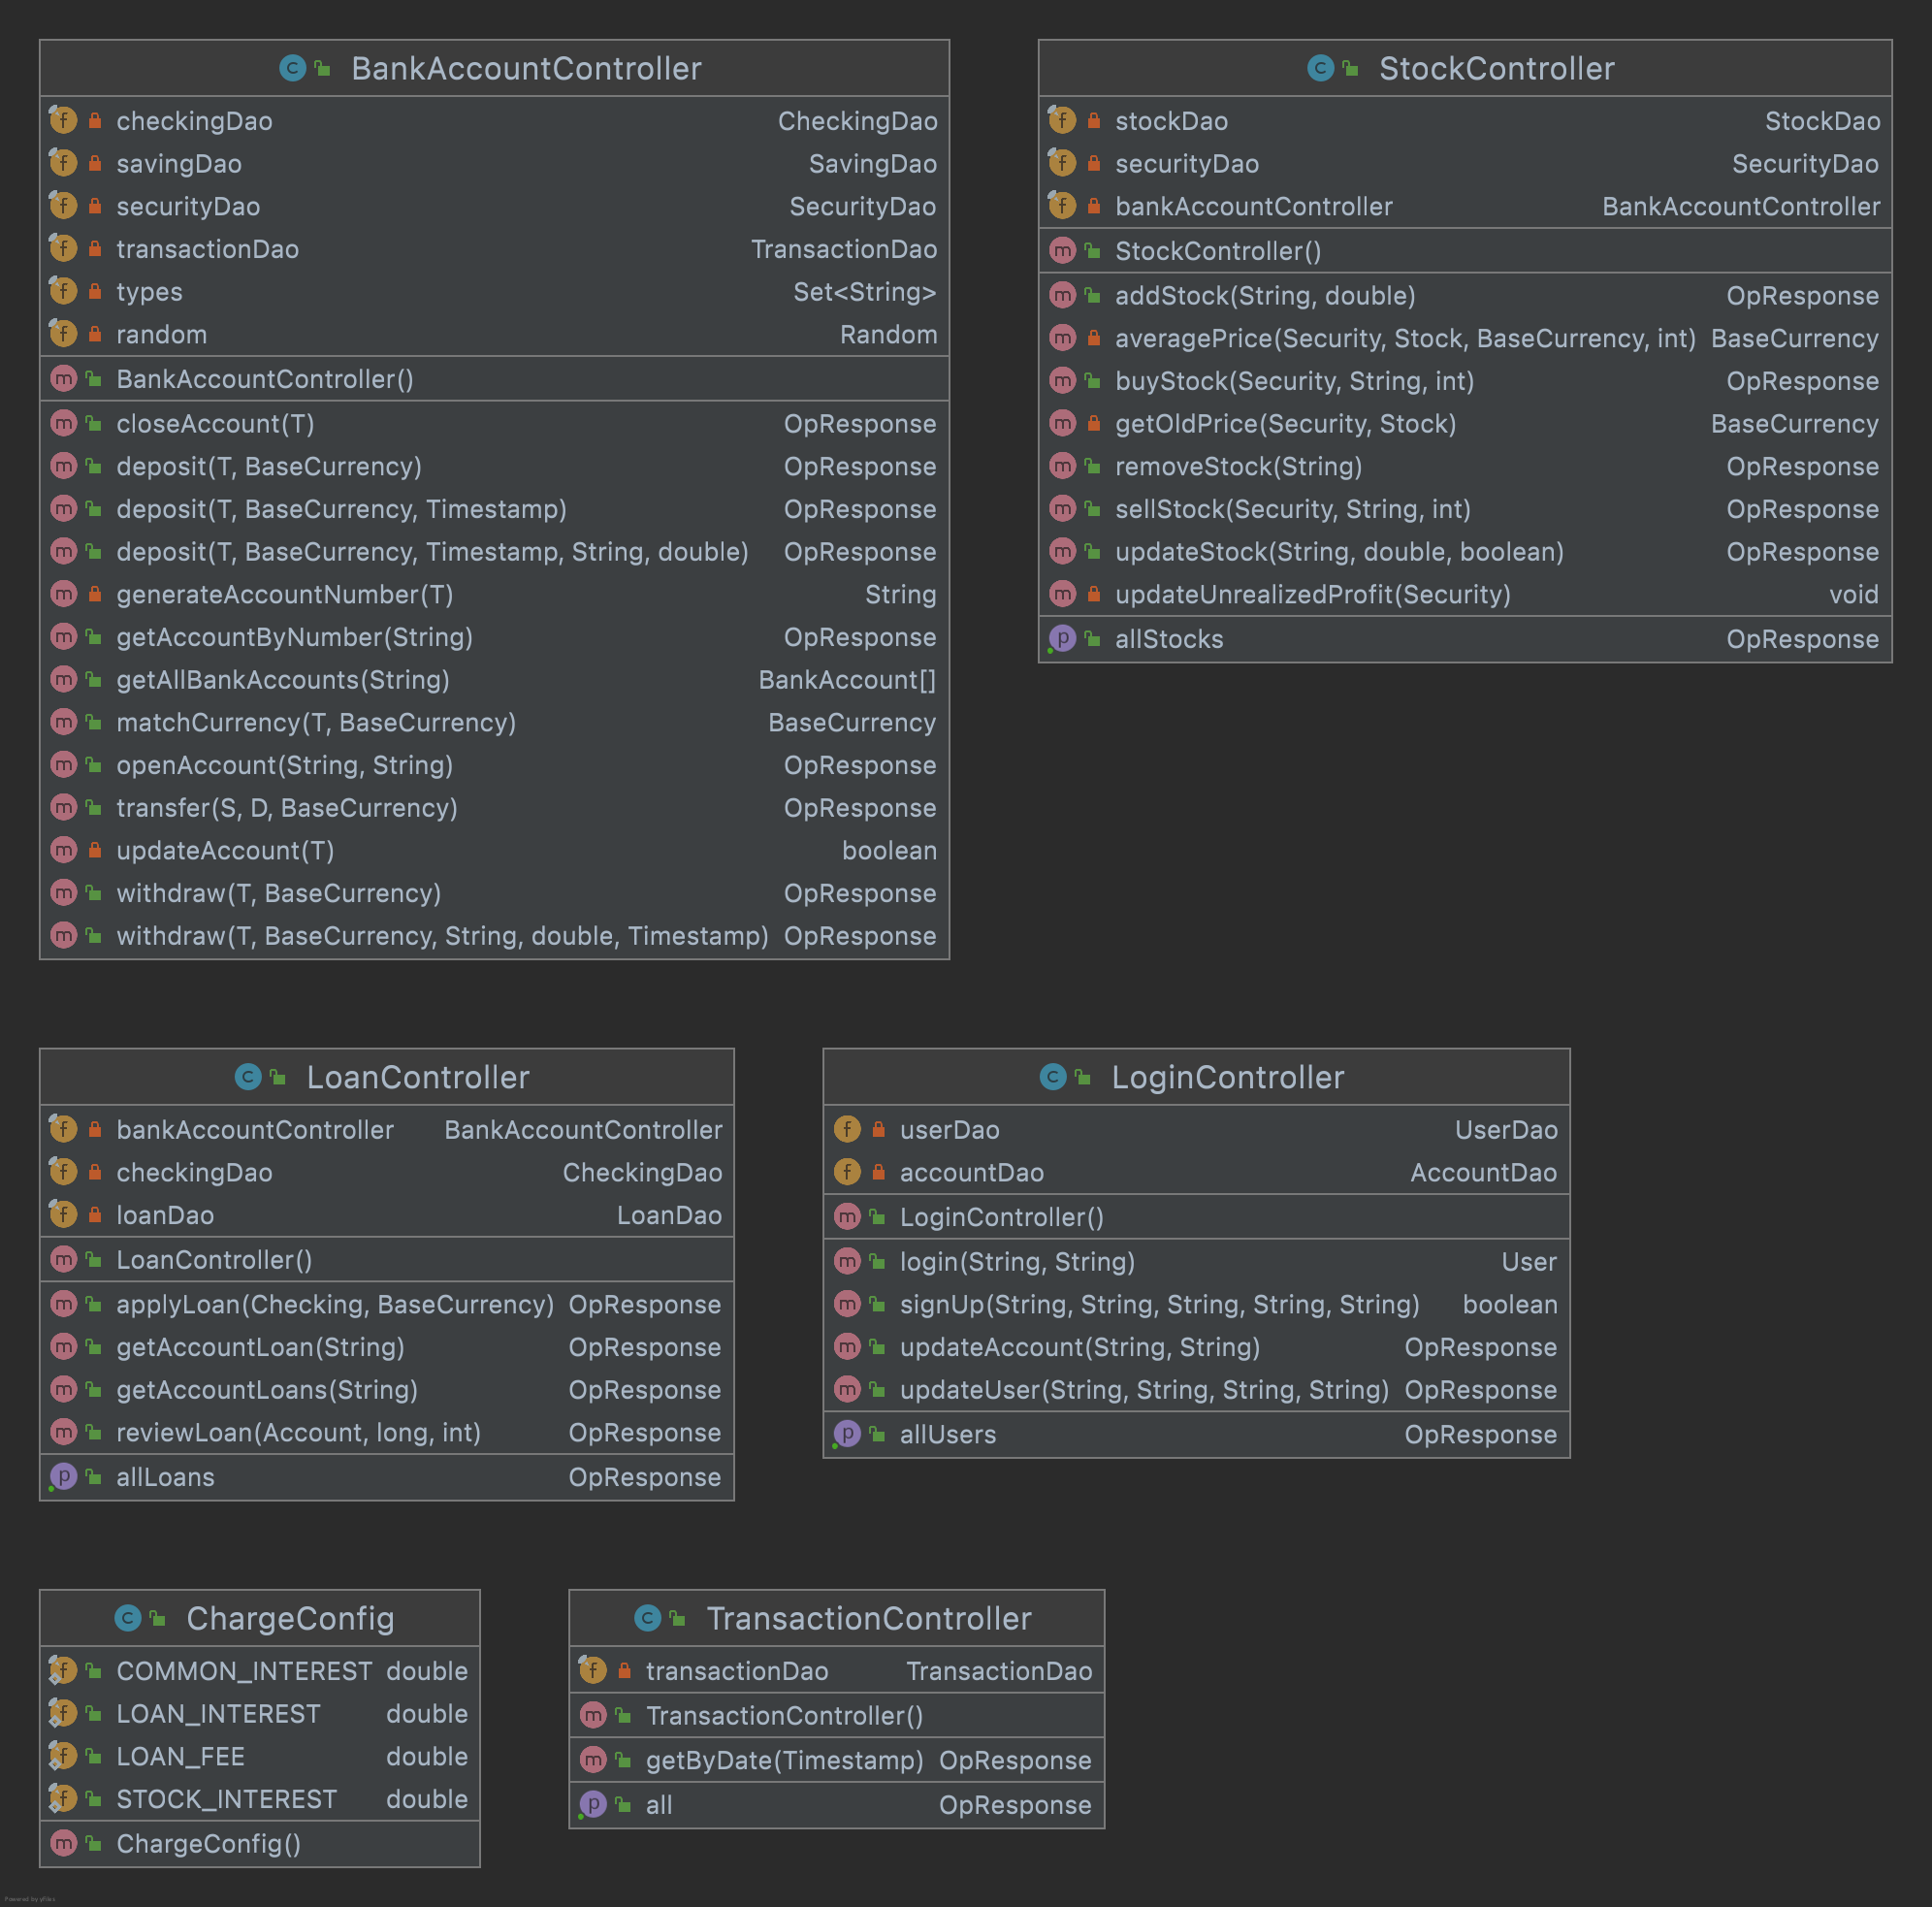 BankAccountController
checkingDao CheckingDao
savingDao SavingDao
securityDao SecurityDao
transactionDao TransactionDao
types Set<String>
random Random
BankAccountController()
closeAccount(T) OpResponse
deposit(T, BaseCurrency) OpResponse
deposit(T, BaseCurrency, Timestamp) OpResponse
deposit(T, BaseCurrency, Timestamp, String, double) OpResponse
generateAccountNumber(T) String
getAccountByNumber(String) OpResponse
getAllBankAccounts(String) BankAccount[]
matchCurrency(T, BaseCurrency) BaseCurrency
openAccount(String, String) OpResponse
transfer(S, D, BaseCurrency) OpResponse
updateAccount(T) boolean
withdraw(T, BaseCurrency) OpResponse
withdraw(T, BaseCurrency, String, double, Timestamp) OpResponse
StockController
stockDao StockDao
securityDao SecurityDao
bankAccountController BankAccountController
StockController()
addStock(String, double) OpResponse
averagePrice(Security, Stock, BaseCurrency, int) BaseCurrency
buyStock(Security, String, int) OpResponse
getOldPrice(Security, Stock) BaseCurrency
removeStock(String) OpResponse
sellStock(Security, String, int) OpResponse
updateStock(String, double, boolean) OpResponse
updateUnrealizedProfit(Security) void
allStocks OpResponse
LoanController
bankAccountController BankAccountController
checkingDao CheckingDao
loanDao LoanDao
LoanController()
applyLoan(Checking, BaseCurrency) OpResponse
getAccountLoan(String) OpResponse
getAccountLoans(String) OpResponse
reviewLoan(Account, long, int) OpResponse
allLoans OpResponse
LoginController
userDao UserDao
accountDao AccountDao
LoginController()
login(String, String) User
signUp(String, String, String, String, String) boolean
updateAccount(String, String) OpResponse
updateUser(String, String, String, String) OpResponse
allUsers OpResponse
ChargeConfig
COMMON_INTEREST double
LOAN_INTEREST double
LOAN_FEE double
STOCK_INTEREST double
ChargeConfig()
TransactionController
transactionDao TransactionDao
TransactionController()
getByDate(Timestamp) OpResponse
all OpResponse
Powered by yFiles